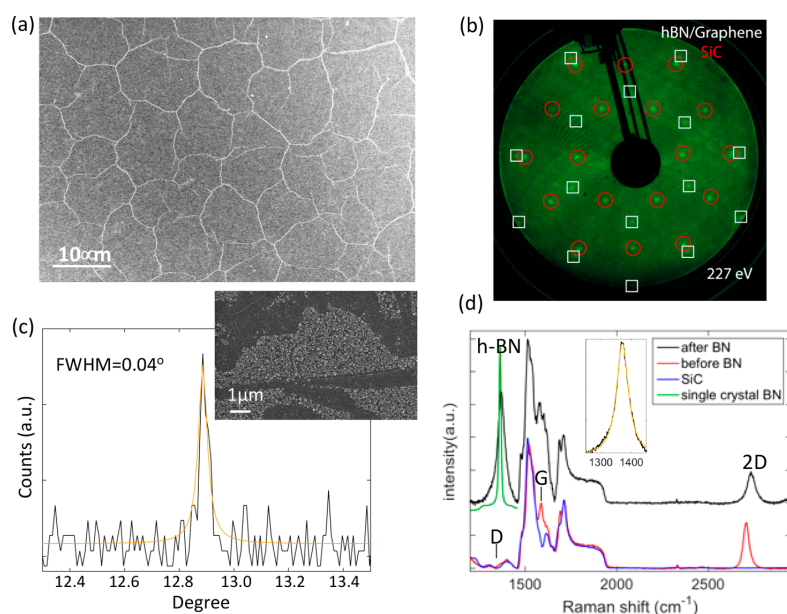 (a)
10∝m
(b)
hBN/Graphene
SiC
227 eV
(c)
FWHM=0.04o
1µm
Counts (a.u.)
12.4 12.6 12.8 13.0 13.2 13.4
Degree
(d)
h-BN
after BN
before BN
SiC
single crystal BN
1300 1400
intensity(a.u.)
D
G
2D
1500 2000 2500
Raman shift (cm-1)